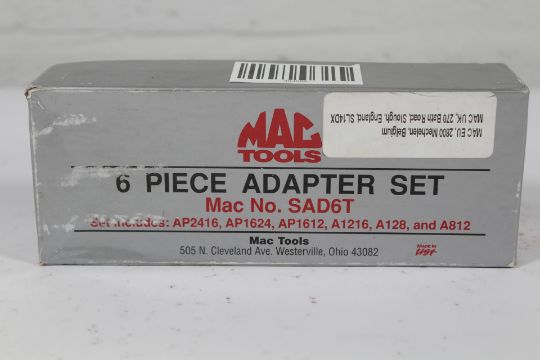 MAC
TOOLS
MAC EU, 2800 Mechelen, Belgium
MAC UK, 270 Bath Road, Slough, England, SL14DX
6 PIECE ADAPTER SET
Mac No. SAD6T
Set Includes: AP2416, AP1624, AP1612, A1216, A128, and A812
Mac Tools
505 N. Cleveland Ave. Westerville, Ohio 43082
MADE IN
USA